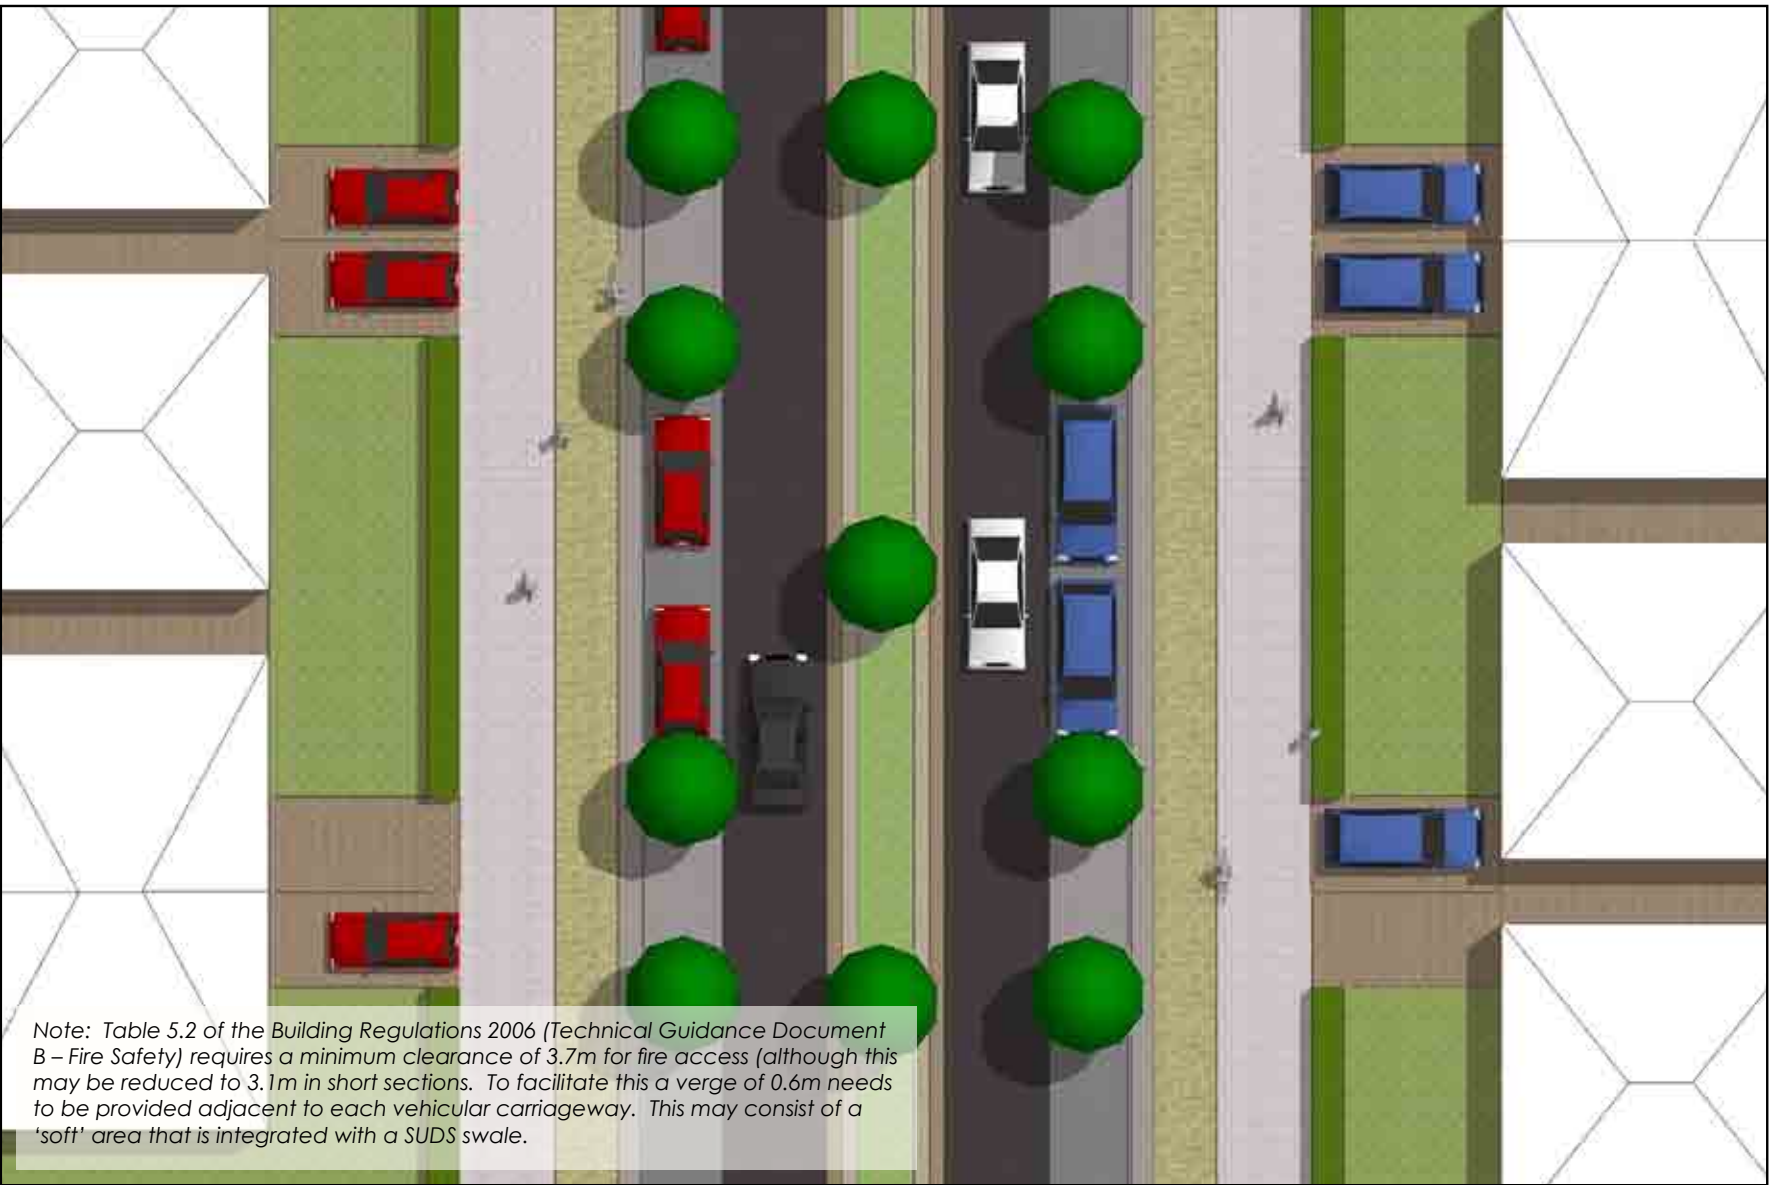 Note: Table 5.2 of the Building Regulations 2006 (Technical Guidance Document
B – Fire Safety) requires a minimum clearance of 3.7m for fire access (although this
may be reduced to 3.1m in short sections. To facilitate this a verge of 0.6m needs
to be provided adjacent to each vehicular carriageway. This may consist of a
‘soft’ area that is integrated with a SUDS swale.